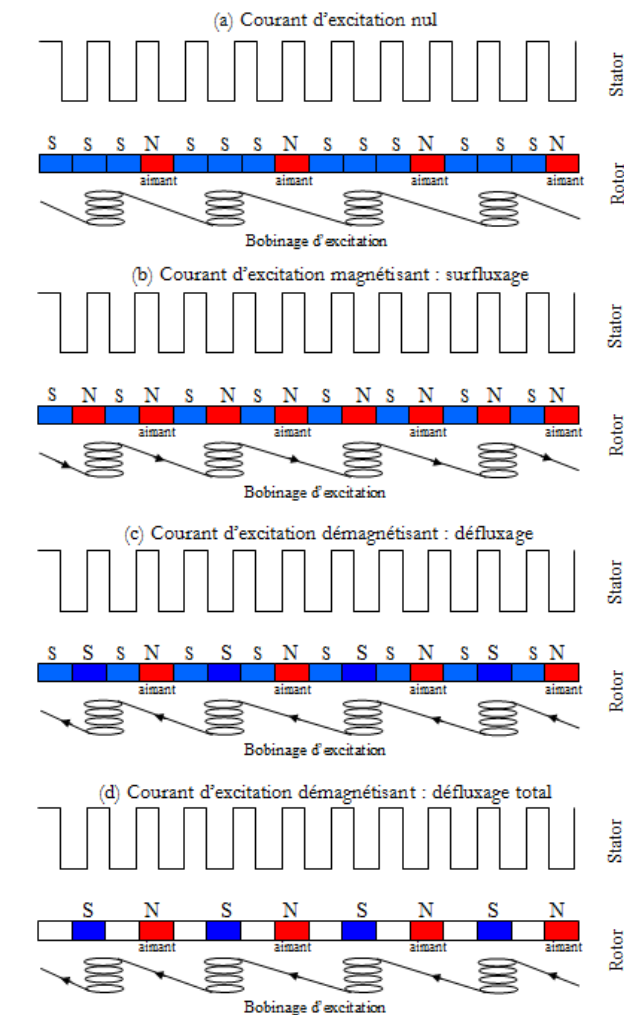 (a) Courant d'excitation nul
Stator
S S S N S S S N S S S N S S S N
aimant aimant aimant aimant
Rotor
Bobinage d'excitation
(b) Courant d'excitation magnétisant : surfluxage
Stator
S N S N S N S N S N S N S N S N
aimant aimant aimant aimant
Rotor
Bobinage d'excitation
(c) Courant d'excitation démagnétisant : défluxage
Stator
S S S N S S S N S S S N S S S N
aimant aimant aimant aimant
Rotor
Bobinage d'excitation
(d) Courant d'excitation démagnétisant : défluxage total
Stator
S N S N S N S N
aimant aimant aimant aimant
Rotor
Bobinage d'excitation